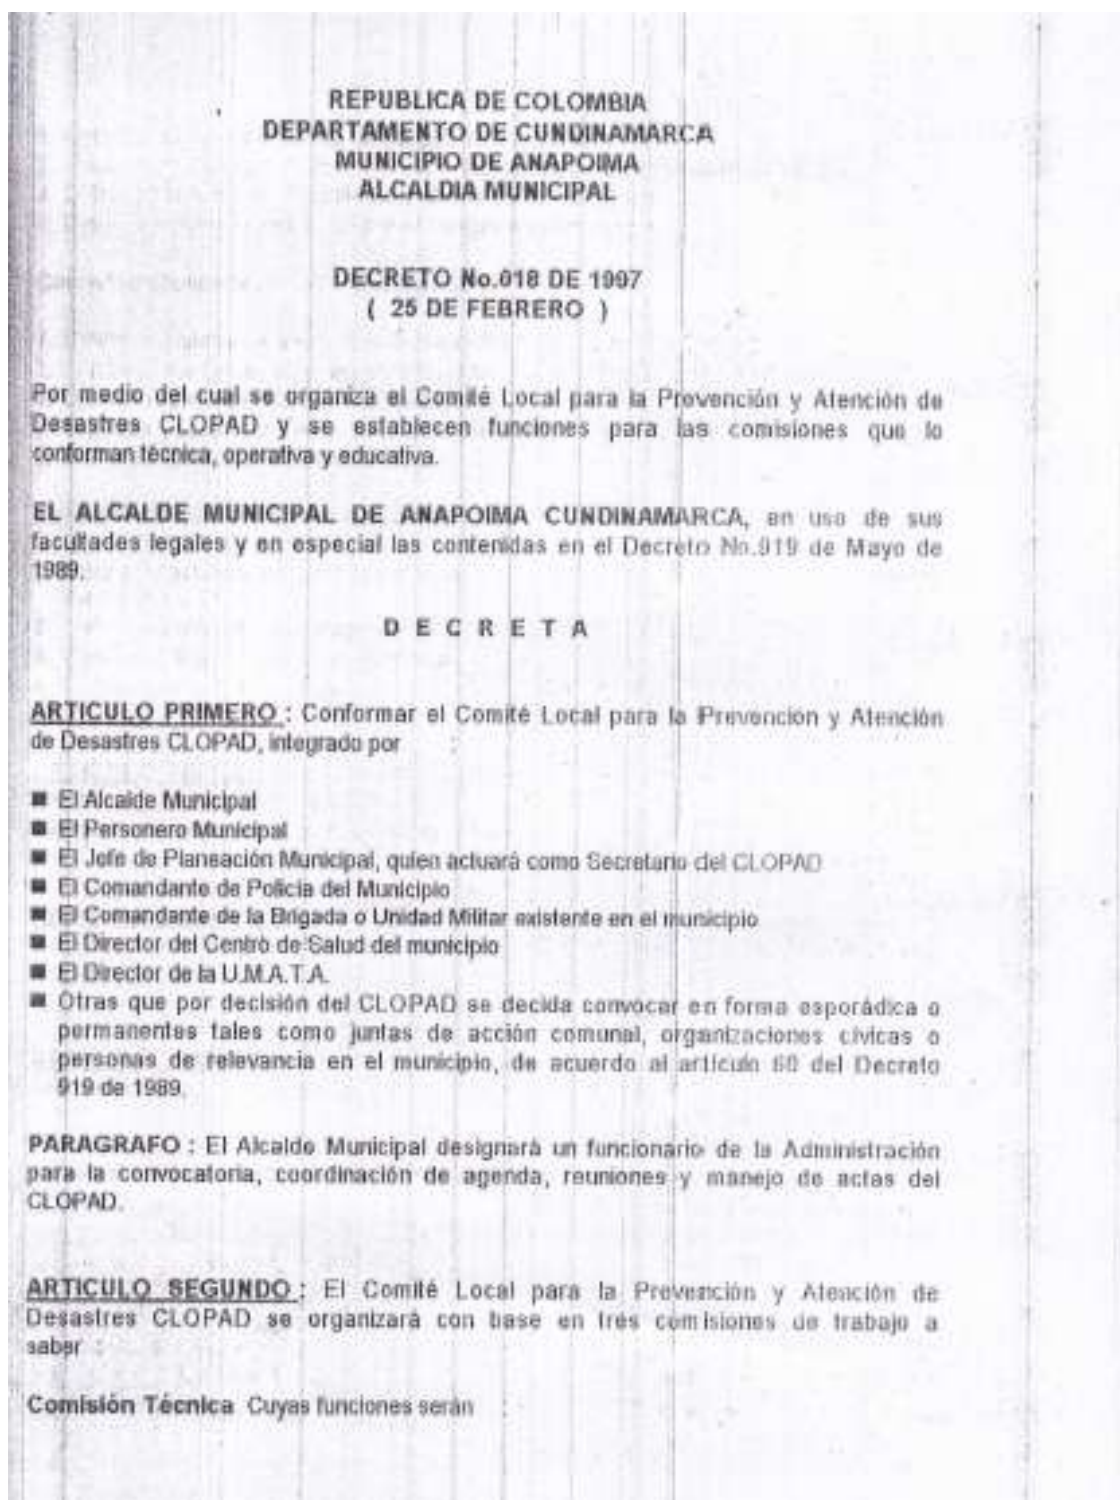 REPUBLICA DE COLOMBIA
DEPARTAMENTO DE CUNDINAMARCA
MUNICIPIO DE ANAPOIMA
ALCALDIA MUNICIPAL
DECRETO No.018 DE 1997
( 25 DE FEBRERO )
Por medio del cual se organiza el Comité Local para la Prevención y Atención de
Desastres CLOPAD y se establecen funciones para las comisiones que lo
conforman técnica, operativa y educativa.
EL ALCALDE MUNICIPAL DE ANAPOIMA CUNDINAMARCA, en uso de sus
facultades legales y en especial las contenidas en el Decreto No.919 de Mayo de
1989.
D E C R E T A
ARTICULO PRIMERO : Conformar el Comité Local para la Prevención y Atención
de Desastres CLOPAD, integrado por :
■ El Alcalde Municipal
■ El Personero Municipal
■ El Jefe de Planeación Municipal, quien actuará como Secretario del CLOPAD
■ El Comandante de Policía del Municipio
■ El Comandante de la Brigada o Unidad Militar existente en el municipio
■ El Director del Centro de Salud del municipio
■ El Director de la U.M.A.T.A.
■ Otras que por decisión del CLOPAD se decida convocar en forma esporádica o
permanentes tales como juntas de acción comunal, organizaciones cívicas o
personas de relevancia en el municipio, de acuerdo al artículo 60 del Decreto
919 de 1989.
PARAGRAFO : El Alcalde Municipal designará un funcionario de la Administración
para la convocatoria, coordinación de agenda, reuniones y manejo de actas del
CLOPAD.
ARTICULO SEGUNDO : El Comité Local para la Prevención y Atención de
Desastres CLOPAD se organizará con base en tres comisiones de trabajo a
saber :
Comisión Técnica Cuyas funciones serán :